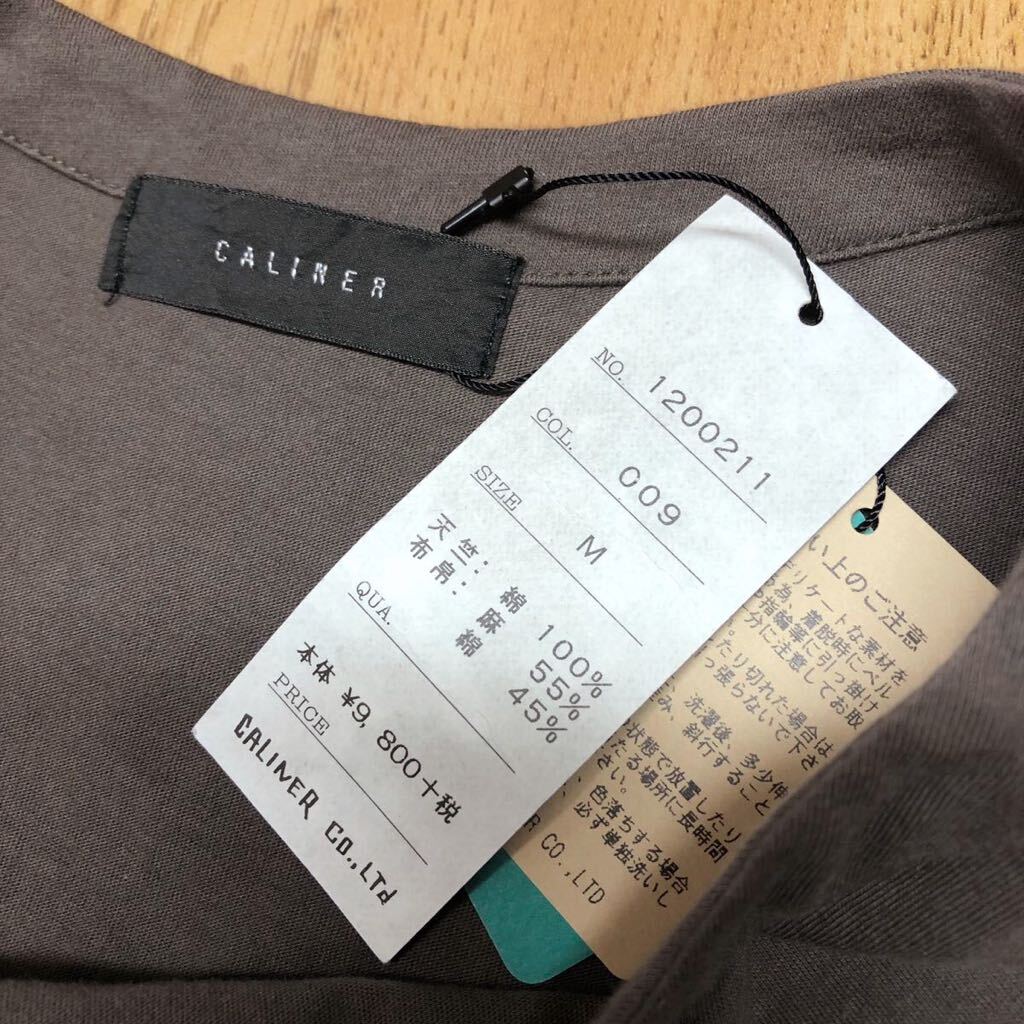 CALINER
NO. 1200211
COL. C09
SIZE M
天竺: 綿 100%
布帛: 麻 55%
綿 45%
QUA.
本体 ¥9,800+税
PRICE
CALINER CO.,LTD
い上のご注意
デリケートな素材を
為、着脱時にベル
指輪等に引っ掛け
分に注意してお取
たり切れた場合は
っ張らないで下さ
洗濯後、多少伸
み、斜行すること
状態で放置したり
たる場所に長時間
さい。
色落ちする場合
必ず単独洗いし
R CO.,LTD